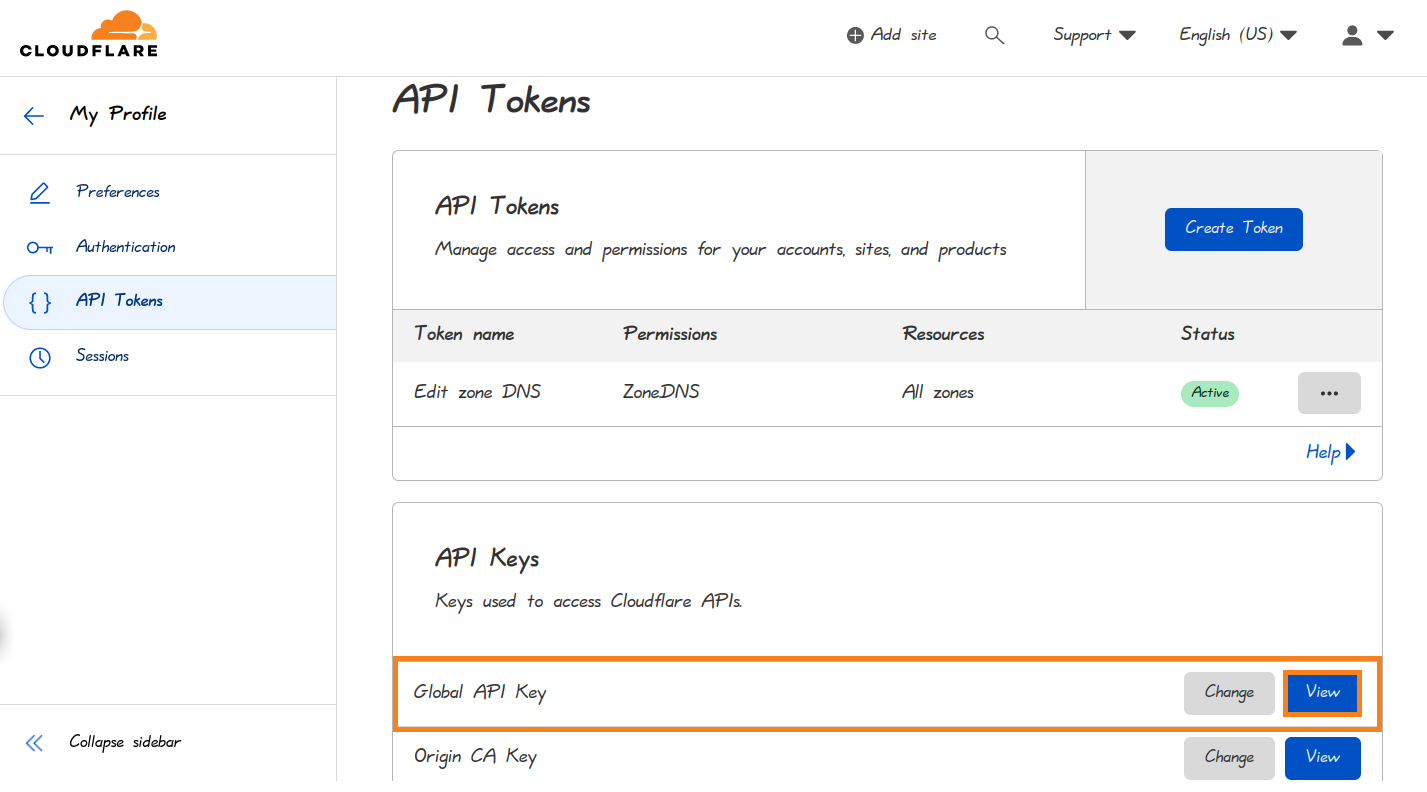 CLOUDFLARE
Add site
Support
English (US)
My Profile
Preferences
Authentication
API Tokens
Sessions
Collapse sidebar
API Tokens
API Tokens
Manage access and permissions for your accounts, sites, and products
Create Token
Token name Permissions Resources Status
Edit zone DNS ZoneDNS All zones Active ...
Help
API Keys
Keys used to access Cloudflare APIs.
Global API Key Change View
Origin CA Key Change View